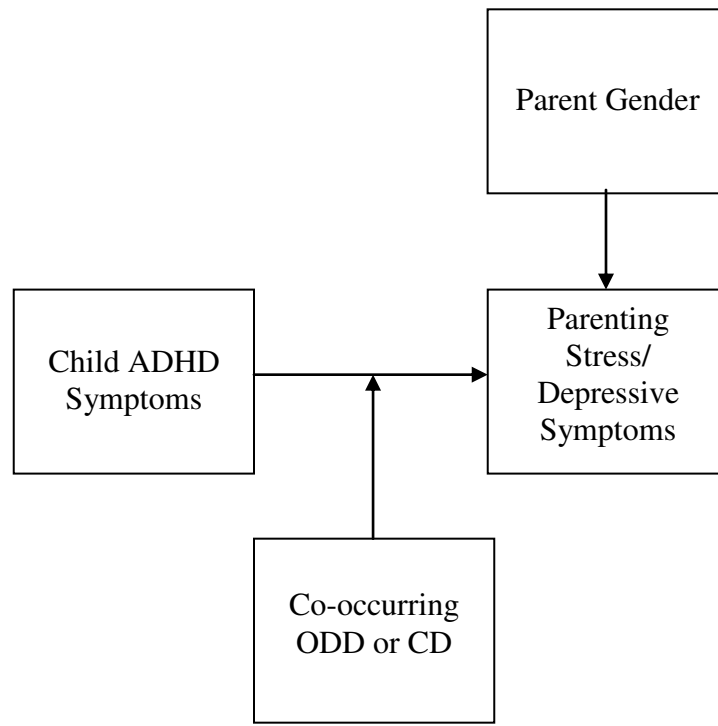 Parent Gender
Child ADHD
Symptoms
Parenting
Stress/
Depressive
Symptoms
Co-occurring
ODD or CD